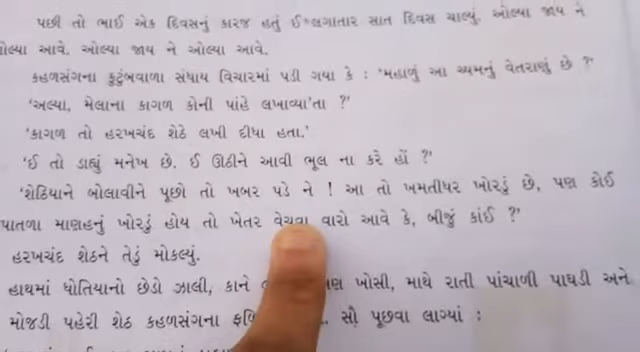 પછી તો ભાઈ એક દિવસનું કારજ હતું ઈ લગાતાર સાત દિવસ ચાલ્યું. ઓલ્યા જાય ને
ઓલ્યા આવે. ઓલ્યા જાય ને ઓલ્યા આવે.
કહળસંગના કુટુંબવાળા સંધાય વિચારમાં પડી ગયા કે : 'મહાળું આ ચ્યમનું વેતરાણું છે ?'
'અલ્યા, મેલાના કાગળ કોની પાંહે લખાવ્યા'તા ?'
'કાગળ તો હરખચંદ શેઠે લખી દીધા હતા.'
'ઈ તો ડાહ્યું મનેખ છે. ઈ ઊઠીને આવી ભૂલ ના કરે હોં ?'
'શેઠિયાને બોલાવીને પૂછો તો ખબર પડે ને ! આ તો ખમતીધર ખોરડું છે, પણ કોઈ
પાતળા માણહનું ખોરડું હોય તો ખેતર વેચવા વારો આવે કે, બીજું કાંઈ ?'
હરખચંદ શેઠને તેડું મોકલ્યું.
હાથમાં ધોતિયાનો છેડો ઝાલી, કાને ખોસી, માથે રાતી પાંચાળી પાઘડી અને
મોજડી પહેરી શેઠ કહળસંગના સૌ પૂછવા લાગ્યાં :